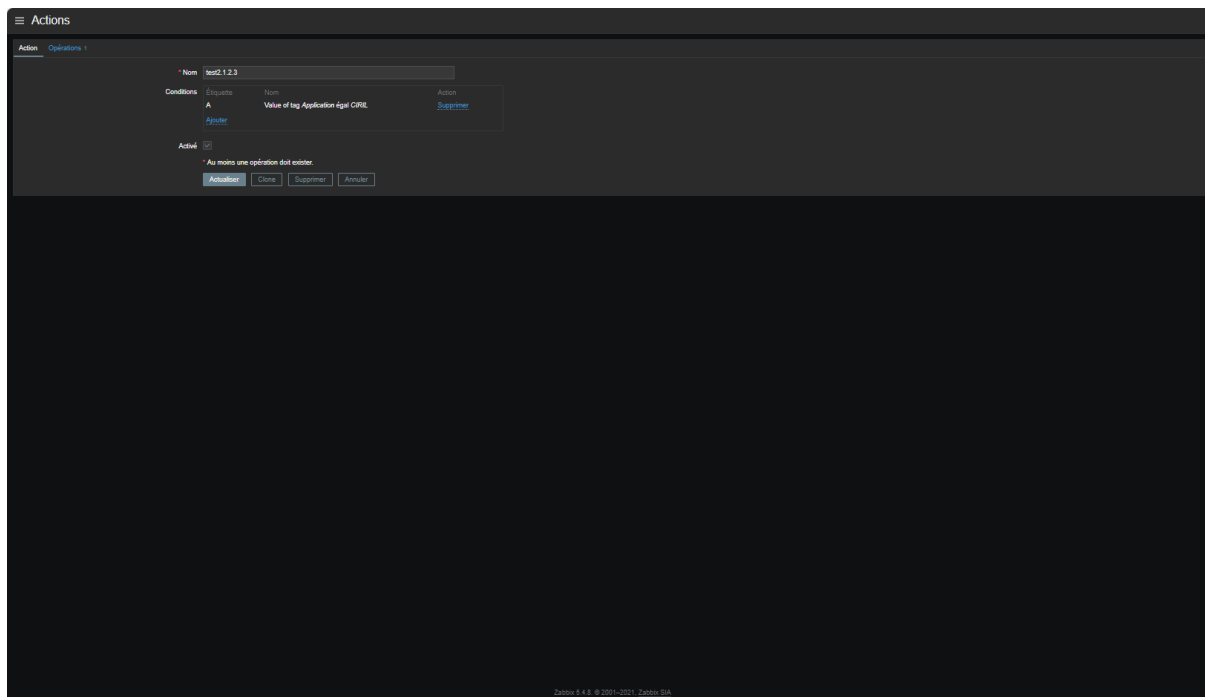 Actions
Action Opérations 1
* Nom test2.1.2.3
Conditions Étiquette Nom Action
A Value of tag Application égal CIRIL Supprimer
Ajouter
Activé
* Au moins une opération doit exister.
Actualiser Clone Supprimer Annuler
Zabbix 5.4.8. © 2001–2021, Zabbix SIA